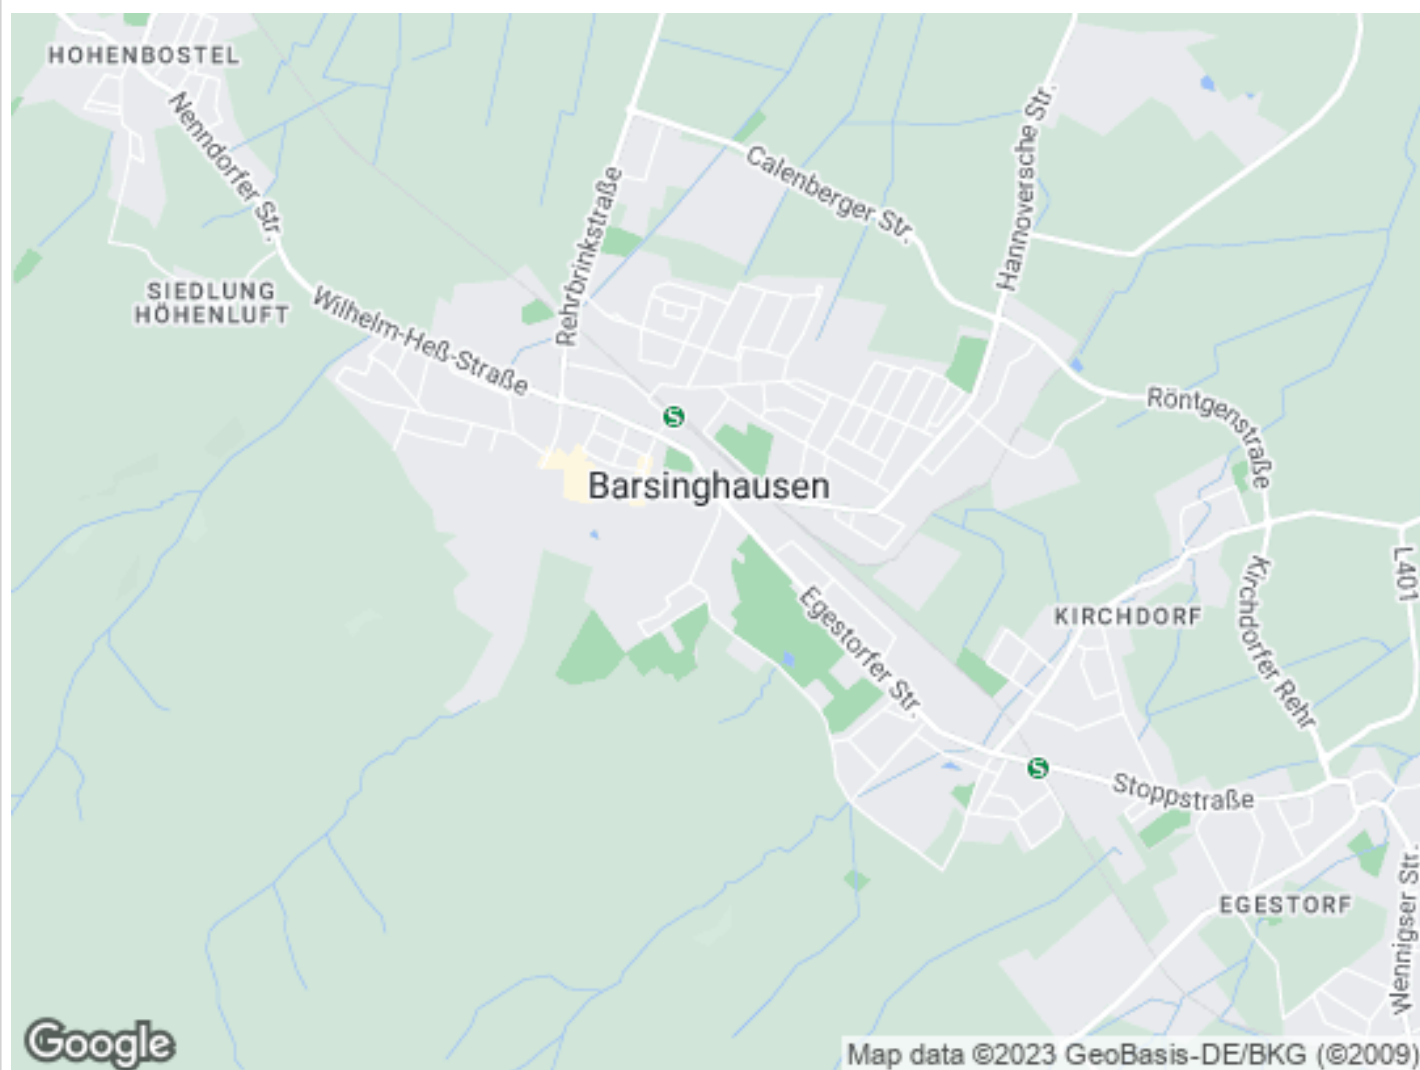 HOHENBOSTEL
Nenndorfer Str.
Calenberger Str.
Hannoversche Str.
Rehrbrinkstraße
SIEDLUNG
HÖHENLUFT
Wilhelm-Heß-Straße
Röntgenstraße
S
Barsinghausen
L401
Kirchdorfer Rehr
KIRCHDORF
Egestorfer Str.
S
Stoppstraße
EGESTORF
Wennigser Str.
Google
Map data ©2023 GeoBasis-DE/BKG (©2009)